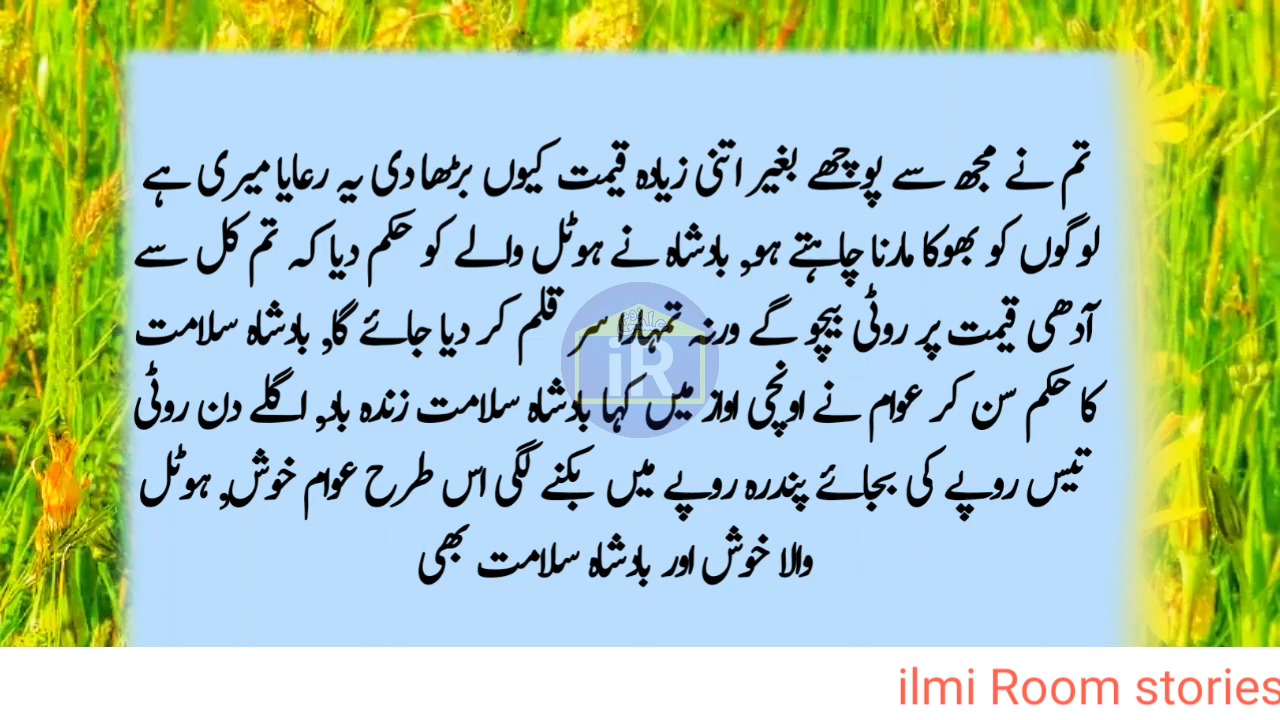 تم نے مجھ سے پوچھے بغیر اتنی زیادہ قیمت کیوں بڑھا دی یہ رعایا میری ہے
لوگوں کو بھوکا مارنا چاہتے ہو, بادشاہ نے ہوٹل والے کو حکم دیا کہ تم کل سے
آدھی قیمت پر روٹی بیچو گے ورنہ تمہارا سر قلم کر دیا جائے گا, بادشاہ سلامت
کا حکم سن کر عوام نے اونچی اواز میں کہا بادشاہ سلامت زندہ باد, اگلے دن روٹی
تیس روپے کی بجائے پندرہ روپے میں بکنے لگی اس طرح عوام خوش, ہوٹل
والا خوش اور بادشاہ سلامت بھی
iR
ilmi Room stories